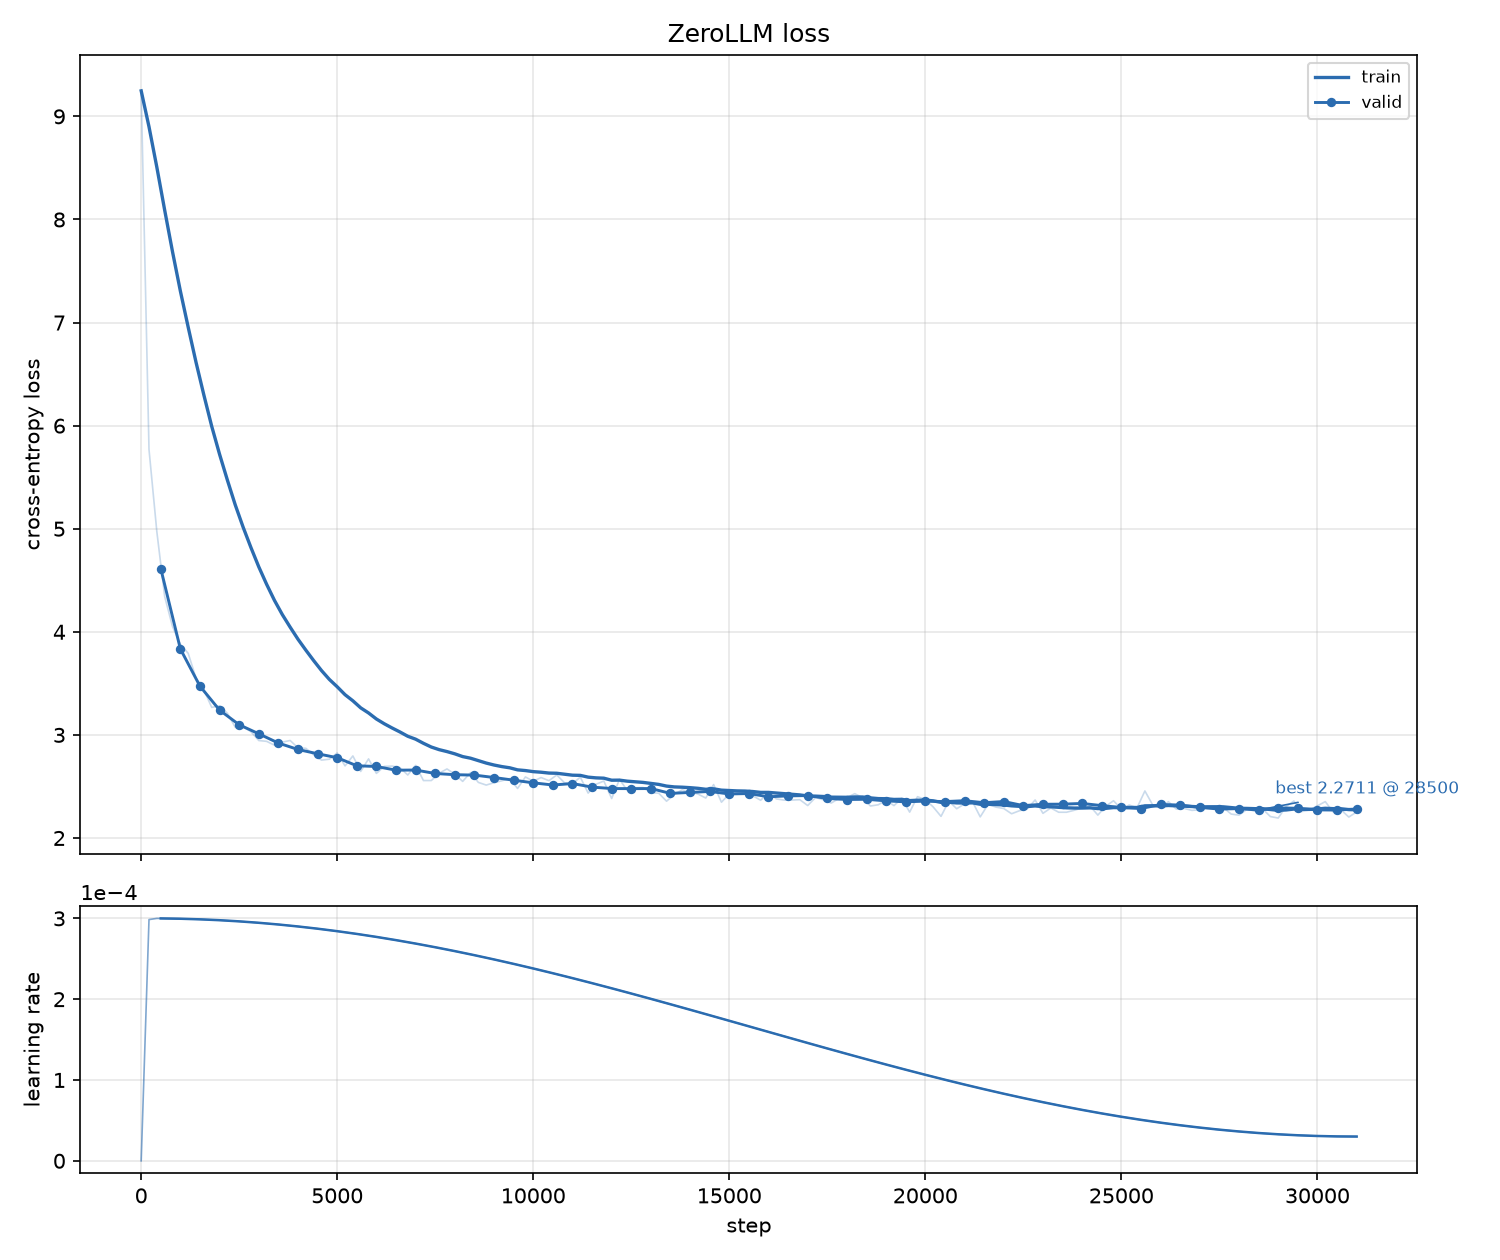 ZeroLLM loss
train
valid
cross-entropy loss
9
8
7
6
5
4
3
2
best 2.2711 @ 28500
1e−4
learning rate
3
2
1
0
0 5000 10000 15000 20000 25000 30000
step